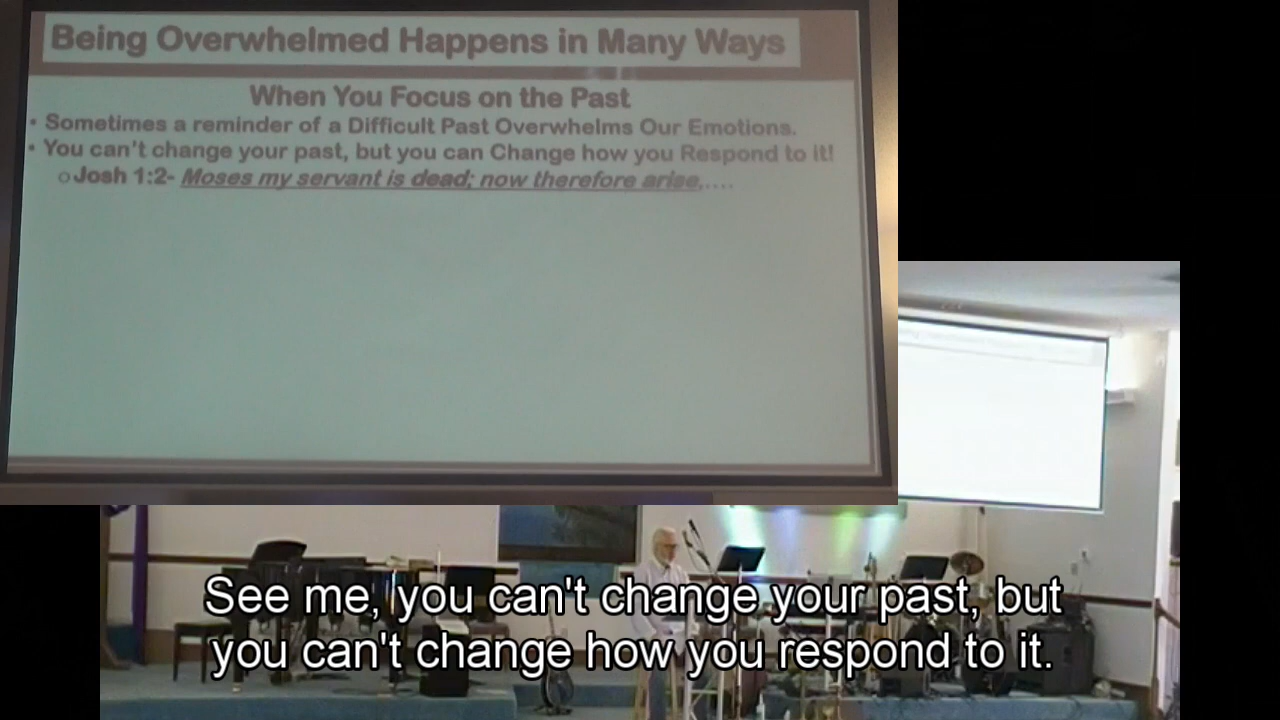 Being Overwhelmed Happens in Many Ways
When You Focus on the Past
• Sometimes a reminder of a Difficult Past Overwhelms Our Emotions.
• You can't change your past, but you can Change how you Respond to it!
oJosh 1:2- Moses my servant is dead; now therefore arise,....
See me, you can't change your past, but
you can't change how you respond to it.